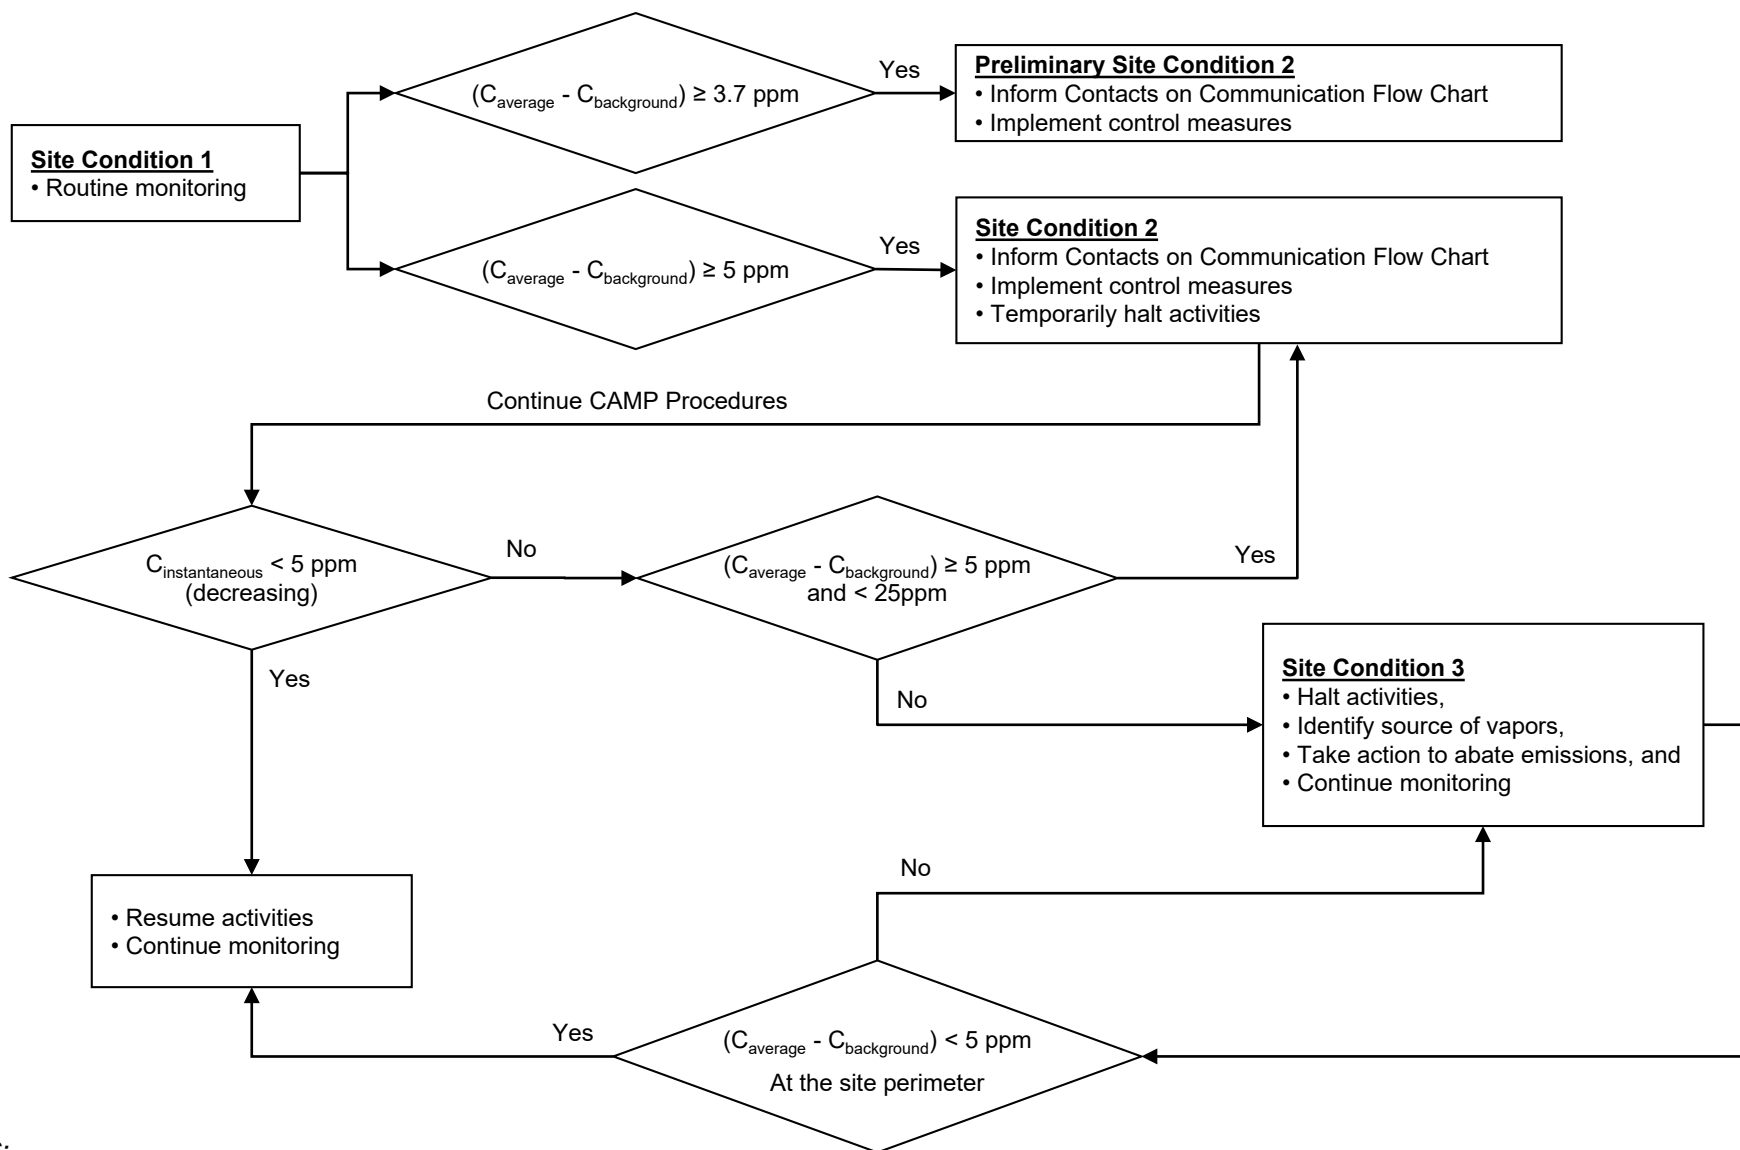 (Caverage - Cbackground) ≥ 3.7 ppm
Yes
Preliminary Site Condition 2
• Inform Contacts on Communication Flow Chart
• Implement control measures
Site Condition 1
• Routine monitoring
(Caverage - Cbackground) ≥ 5 ppm
Yes
Site Condition 2
• Inform Contacts on Communication Flow Chart
• Implement control measures
• Temporarily halt activities
Continue CAMP Procedures
Cinstantaneous < 5 ppm
(decreasing)
No
(Caverage - Cbackground) ≥ 5 ppm
and < 25ppm
Yes
Yes
No
Site Condition 3
• Halt activities,
• Identify source of vapors,
• Take action to abate emissions, and
• Continue monitoring
• Resume activities
• Continue monitoring
No
Yes
(Caverage - Cbackground) < 5 ppm
At the site perimeter